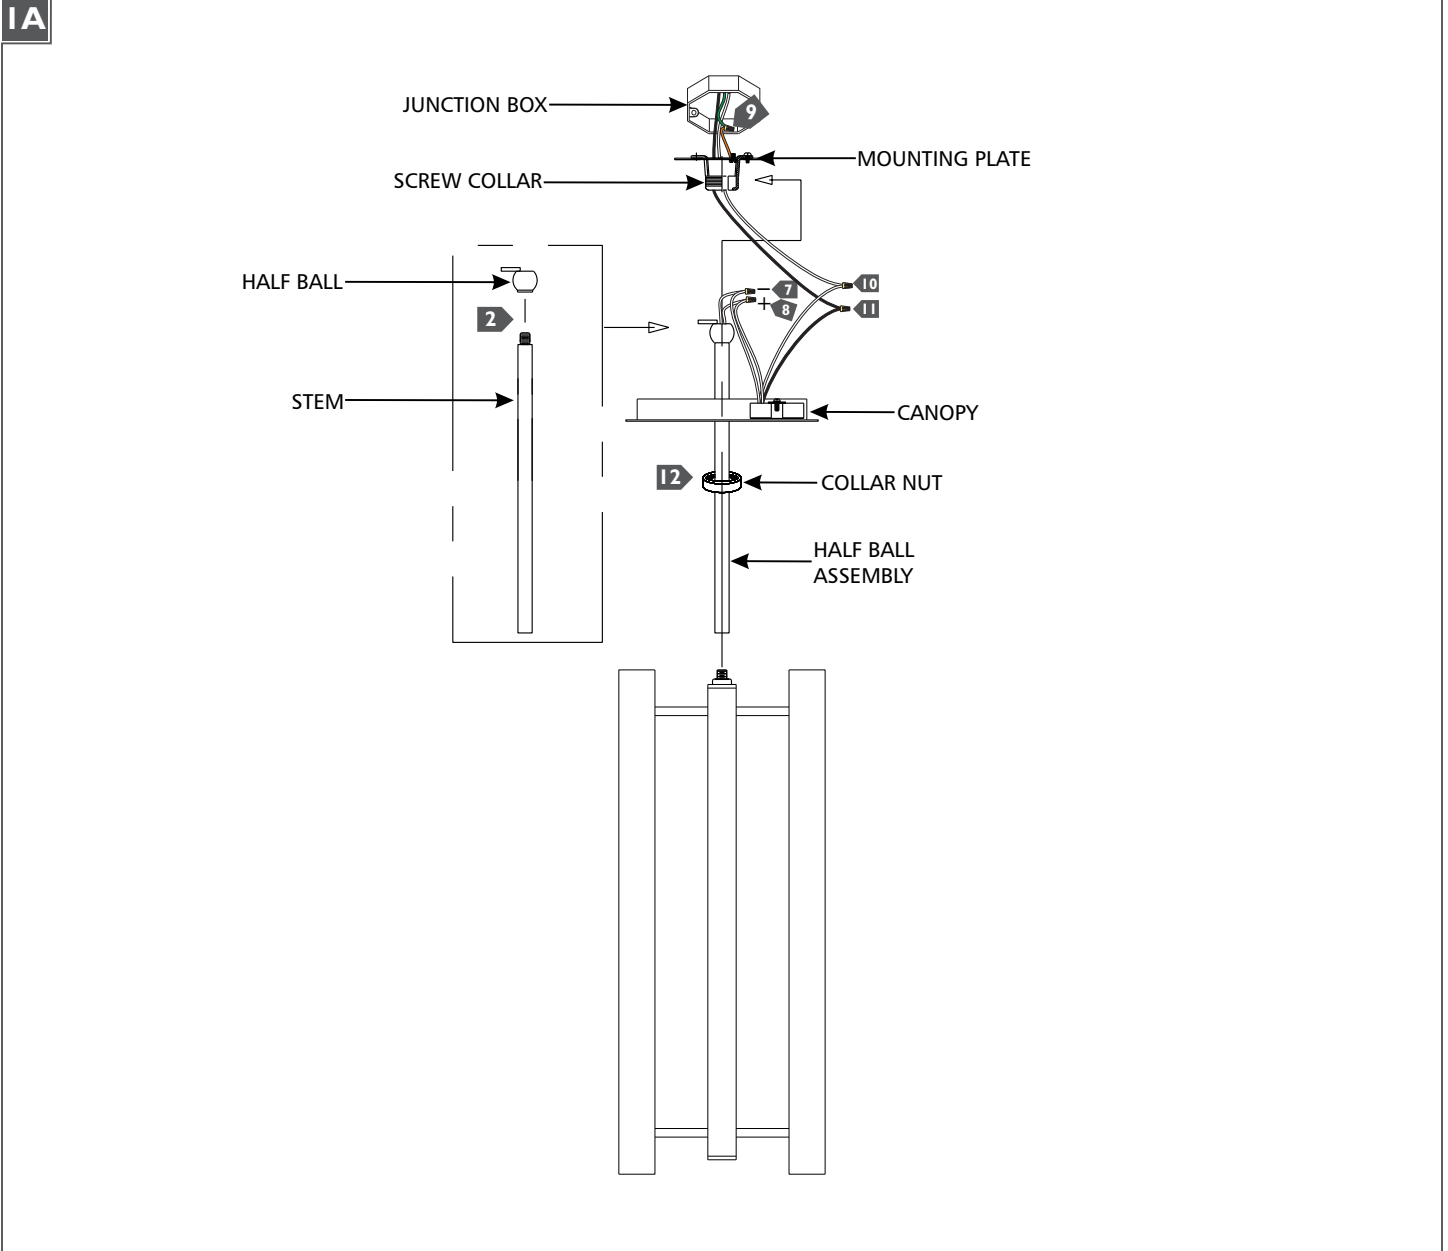 1A
JUNCTION BOX
9
MOUNTING PLATE
SCREW COLLAR
HALF BALL
2
− 7
+ 8
10
11
STEM
CANOPY
12
COLLAR NUT
HALF BALL
ASSEMBLY